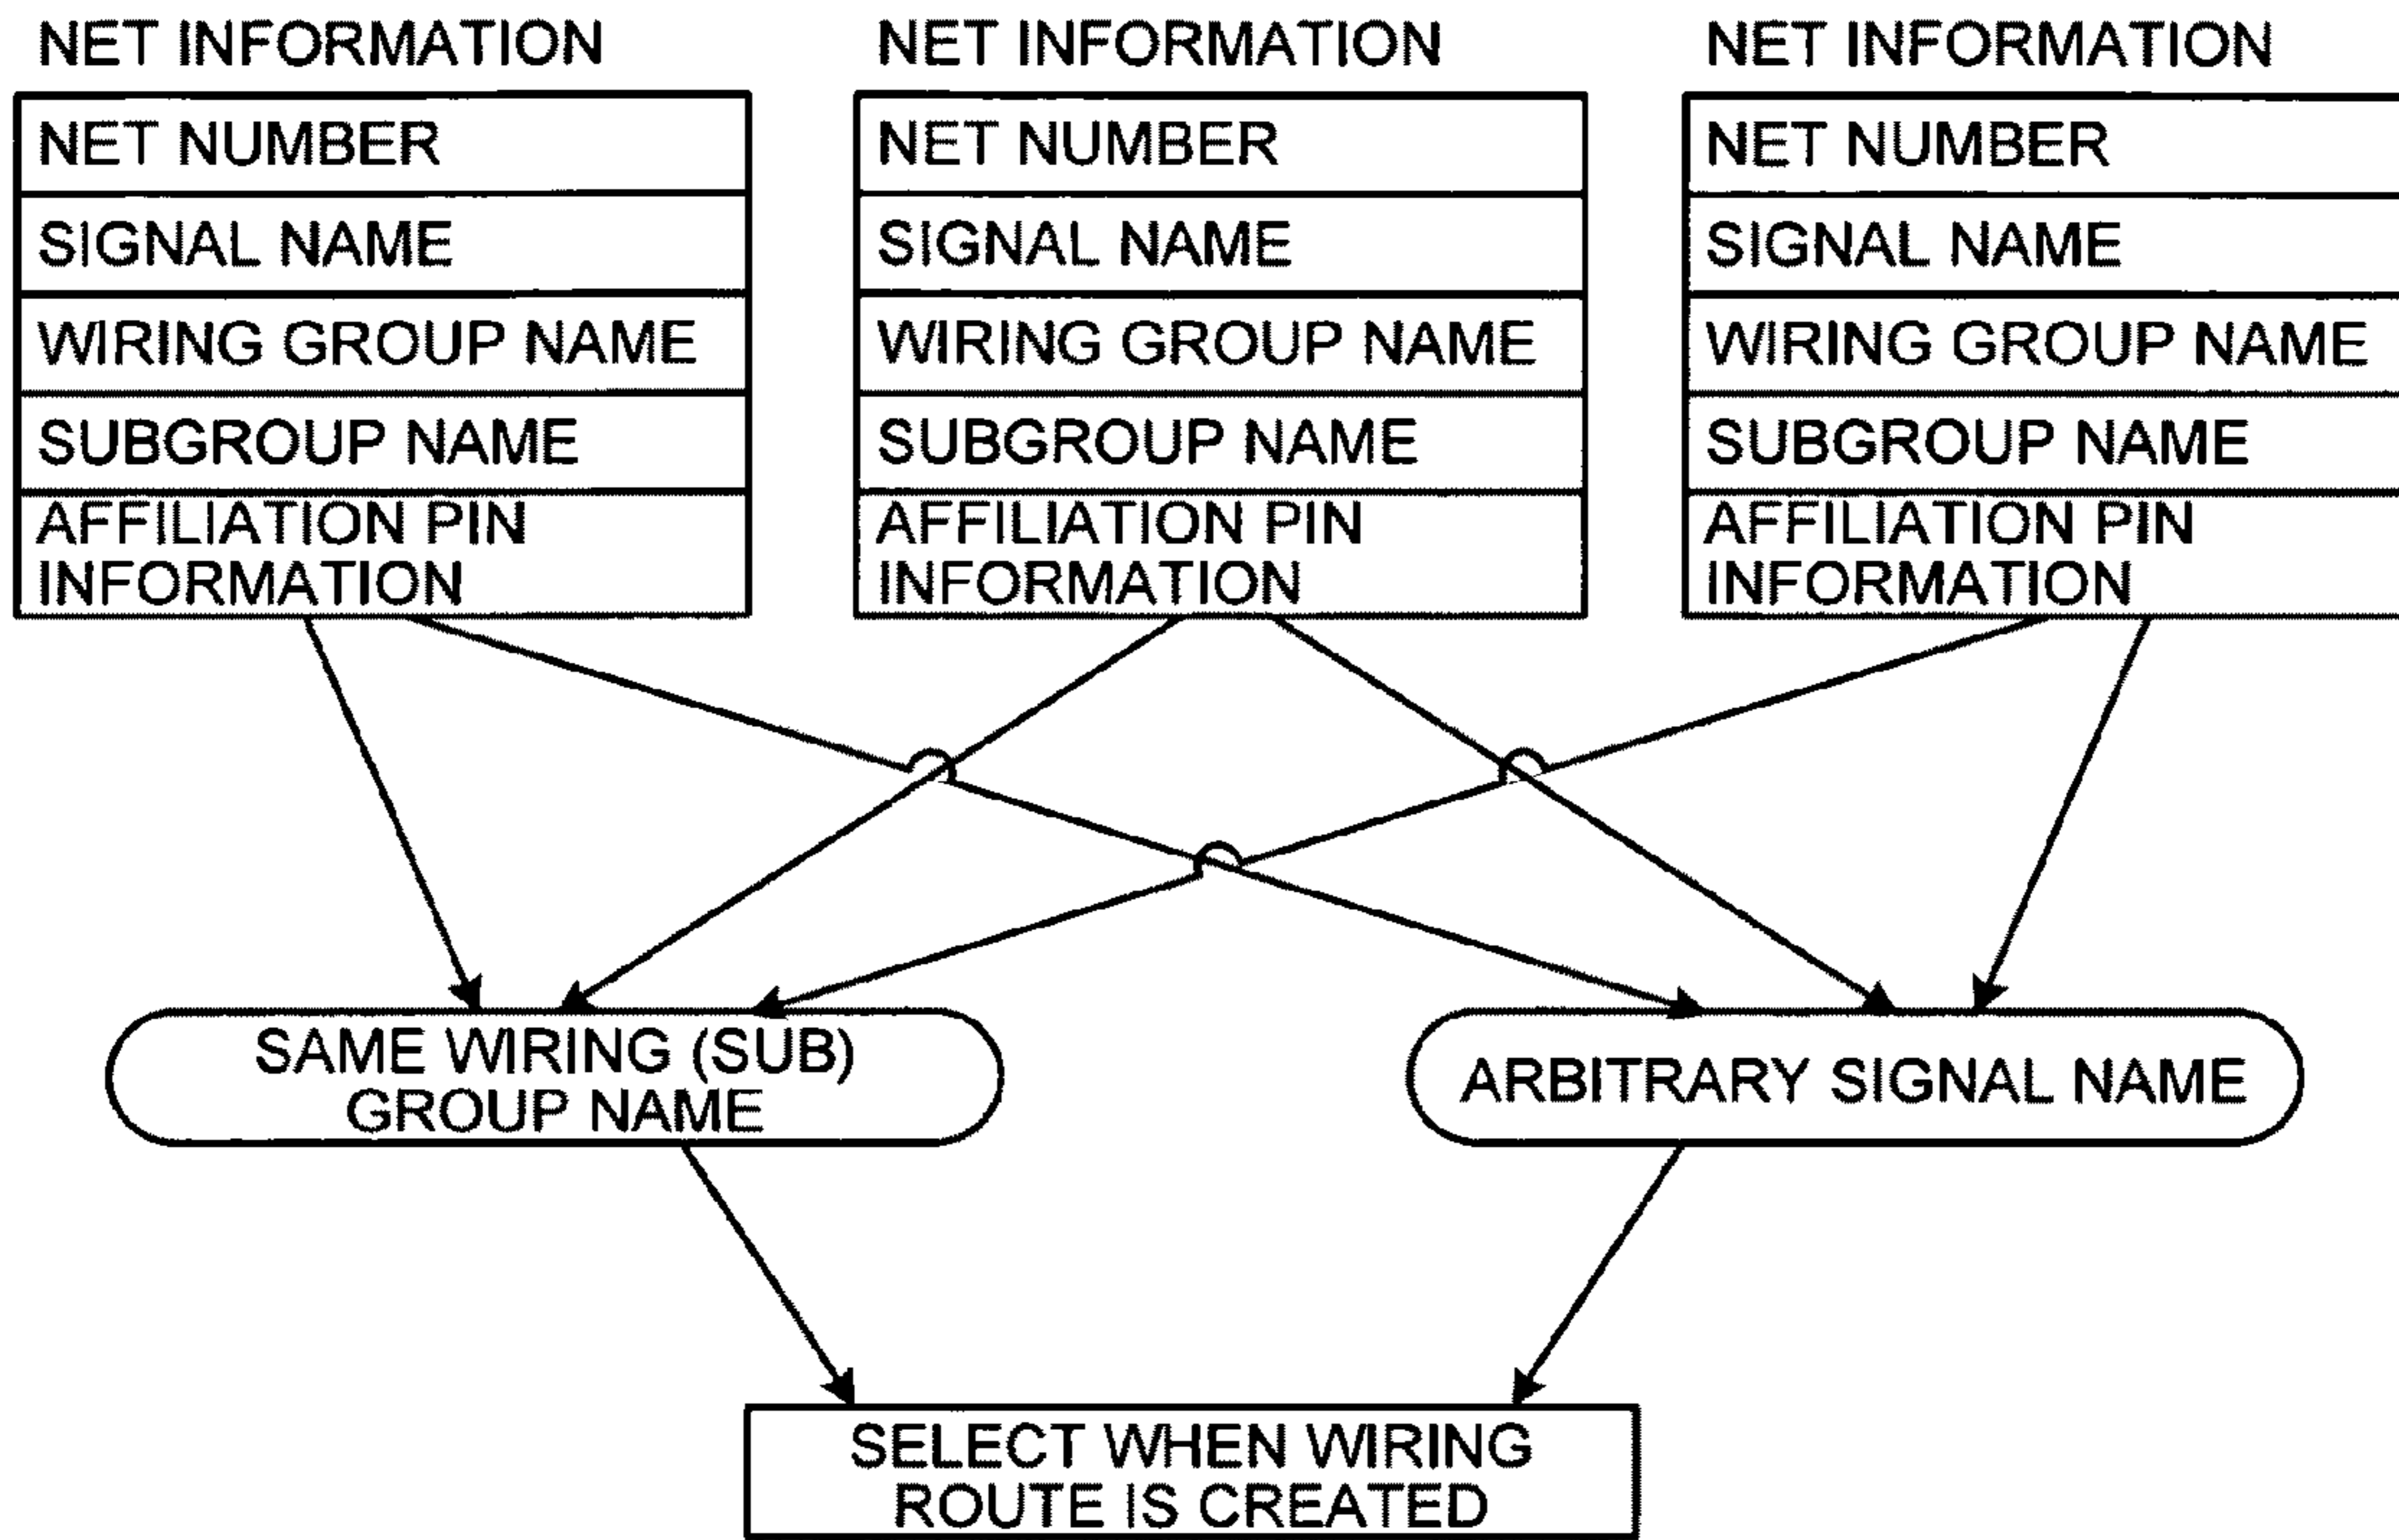 NET INFORMATION
NET NUMBER
SIGNAL NAME
WIRING GROUP NAME
SUBGROUP NAME
AFFILIATION PIN
INFORMATION
NET INFORMATION
NET NUMBER
SIGNAL NAME
WIRING GROUP NAME
SUBGROUP NAME
AFFILIATION PIN
INFORMATION
NET INFORMATION
NET NUMBER
SIGNAL NAME
WIRING GROUP NAME
SUBGROUP NAME
AFFILIATION PIN
INFORMATION
SAME WIRING (SUB)
GROUP NAME
ARBITRARY SIGNAL NAME
SELECT WHEN WIRING
ROUTE IS CREATED